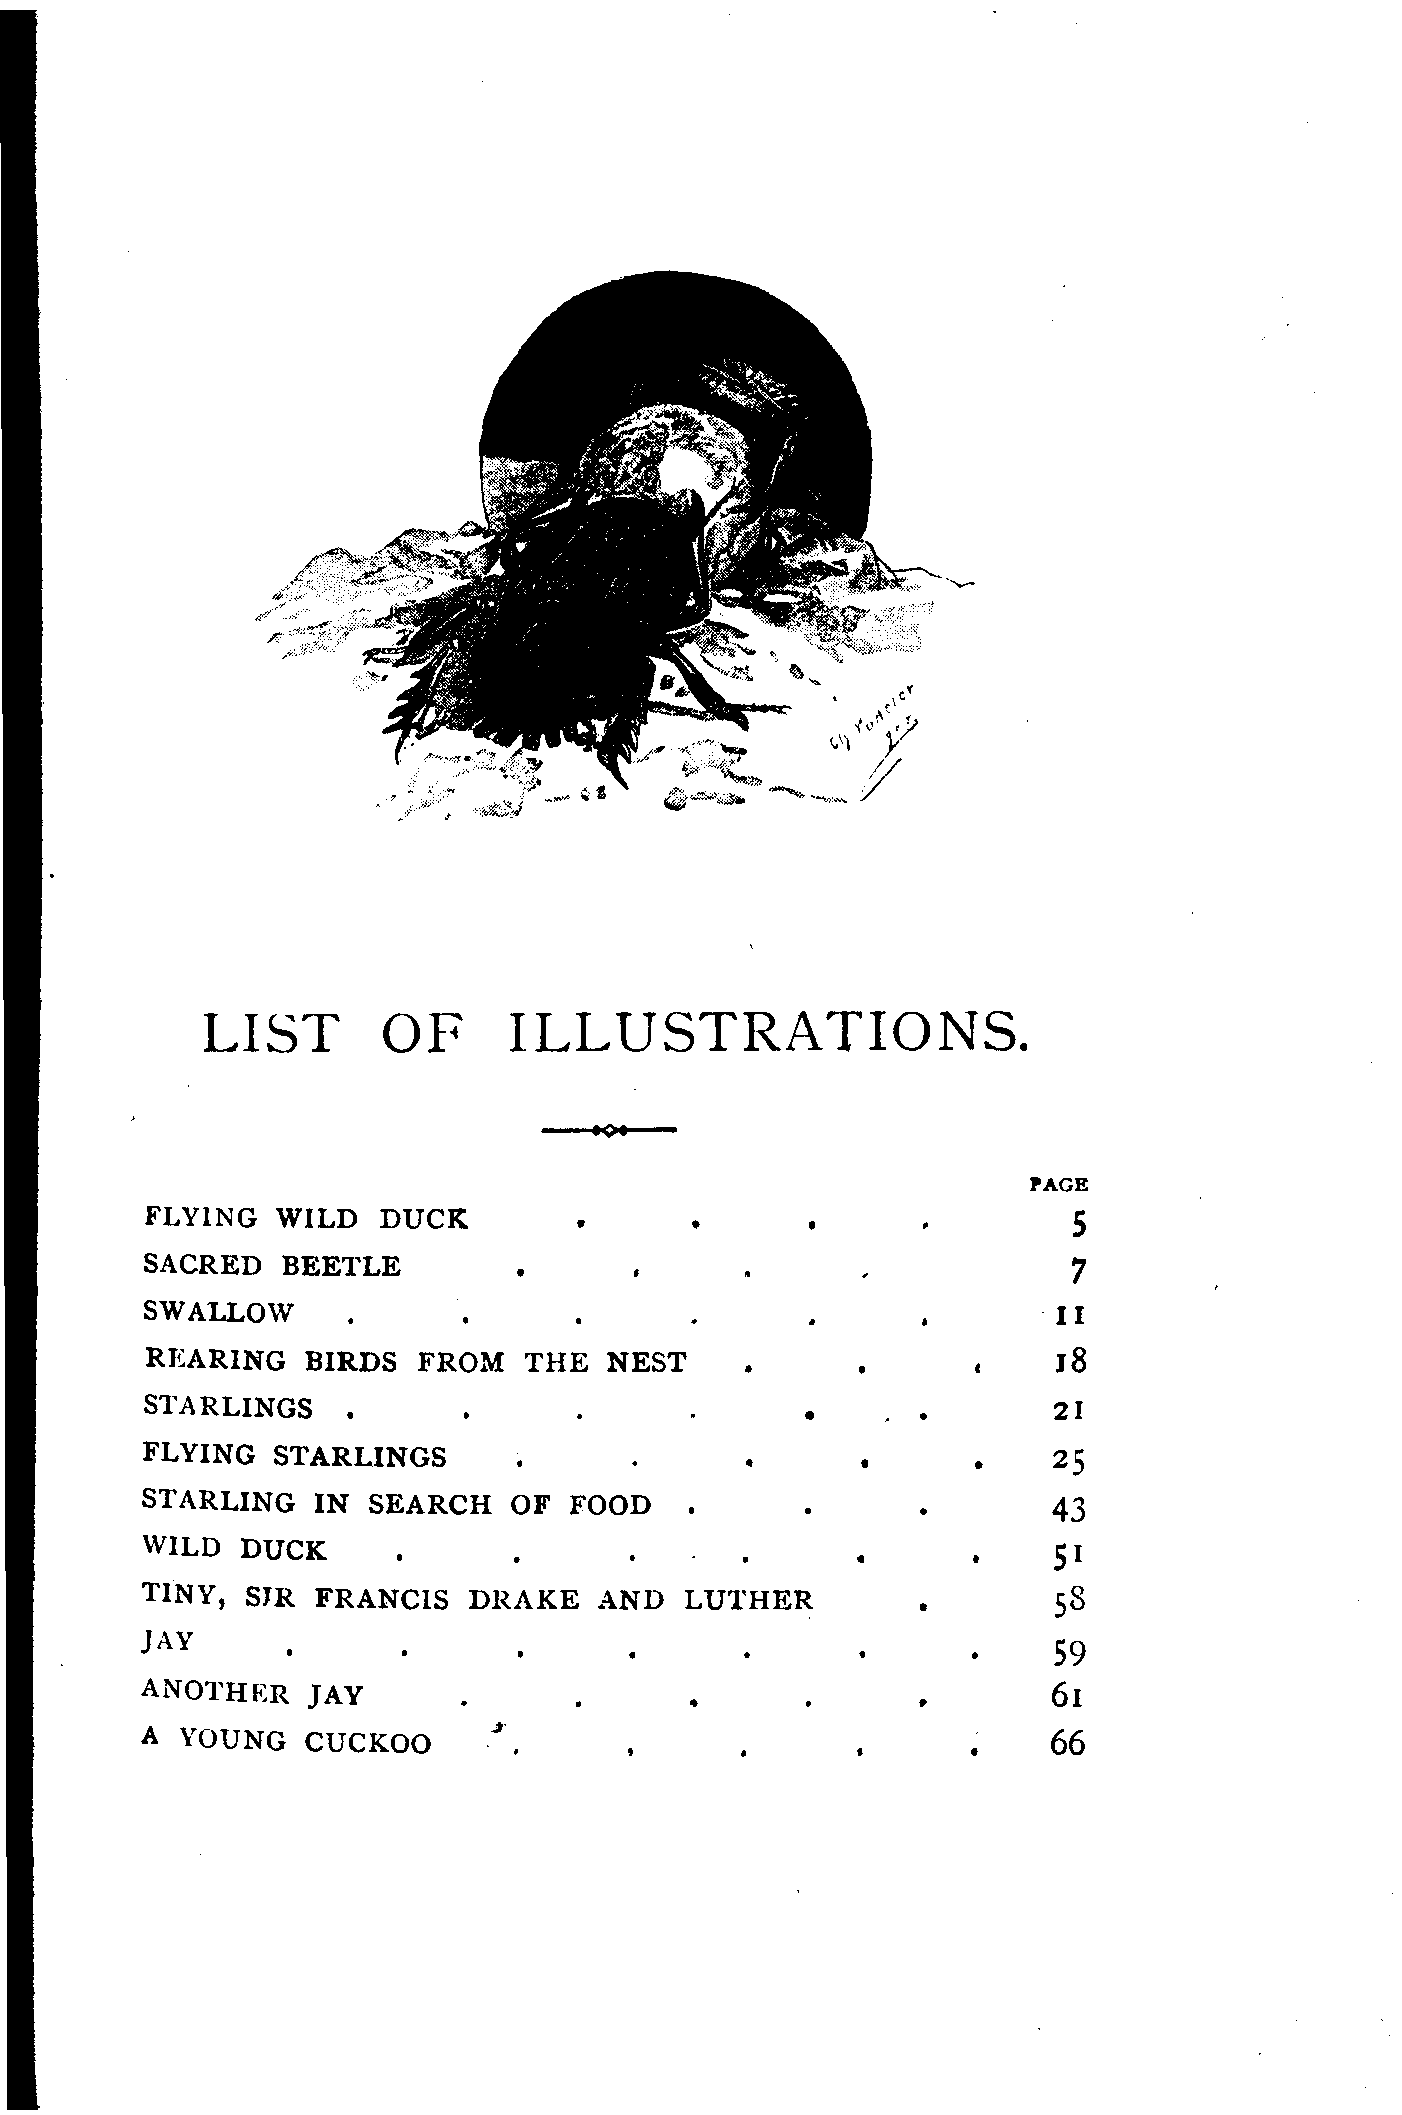 LIST OF ILLUSTRATIONS.
PAGE
FLYING WILD DUCK . . . . 5
SACRED BEETLE . . . . 7
SWALLOW . . . . . . 11
REARING BIRDS FROM THE NEST . . . 18
STARLINGS . . . . . . 21
FLYING STARLINGS . . . . . 25
STARLING IN SEARCH OF FOOD . . . 43
WILD DUCK . . . . . . 51
TINY, SIR FRANCIS DRAKE AND LUTHER . 58
JAY . . . . . . . 59
ANOTHER JAY . . . . . 61
A YOUNG CUCKOO . . . . . 66